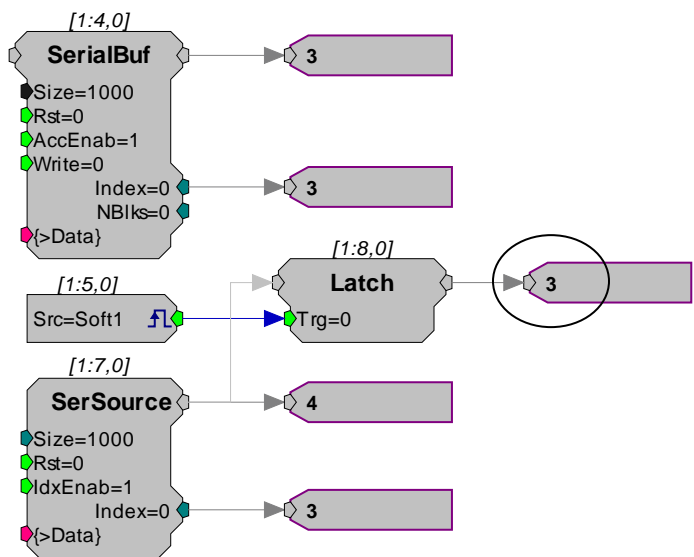 [1:4,0]
SerialBuf
3
Size=1000
Rst=0
AccEnab=1
Write=0
Index=0
3
NBlks=0
{>Data}
[1:8,0]
Latch
3
[1:5,0]
Src=Soft1
Trg=0
[1:7,0]
SerSource
4
Size=1000
Rst=0
IdxEnab=1
Index=0
3
{>Data}